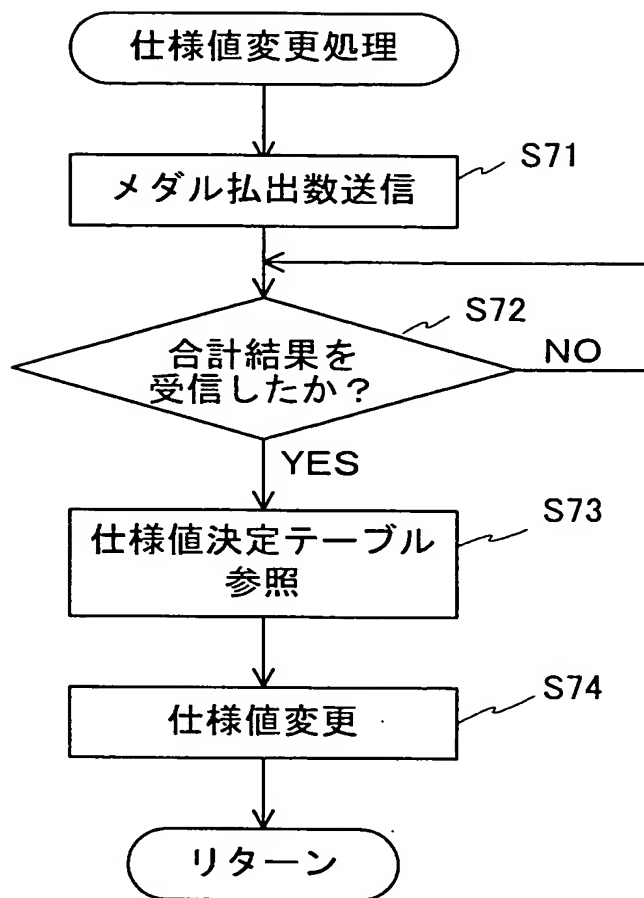 仕様値変更処理
S71
メダル払出数送信
S72
合計結果を
受信したか？
NO
YES
S73
仕様値決定テーブル
参照
S74
仕様値変更
リターン